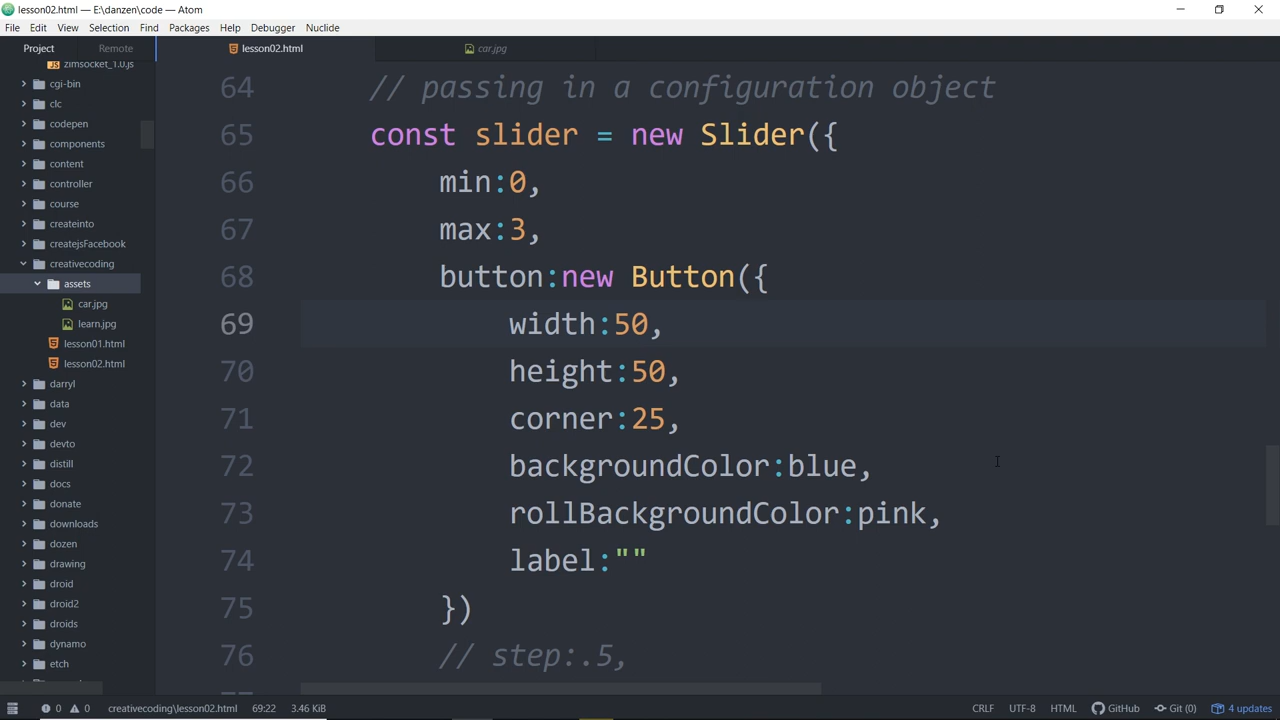 lesson02.html — E:\danzen\code — Atom
File Edit View Selection Find Packages Help Debugger Nuclide
Project Remote
zimsocket_1.0.js
cgi-bin
clc
codepen
components
content
controller
course
createinto
createjsFacebook
creativecoding
assets
car.jpg
learn.jpg
lesson01.html
lesson02.html
darryl
data
dev
devto
distill
docs
donate
downloads
dozen
drawing
droid
droid2
droids
dynamo
etch
lesson02.html car.jpg
64 // passing in a configuration object
65 const slider = new Slider({
66 min:0,
67 max:3,
68 button:new Button({
69 width:50,
70 height:50,
71 corner:25,
72 backgroundColor:blue,
73 rollBackgroundColor:pink,
74 label:""
75 })
76 // step:.5,
0 0 creativecoding\lesson02.html 69:22 3.46 KiB CRLF UTF-8 HTML GitHub Git (0) 4 updates